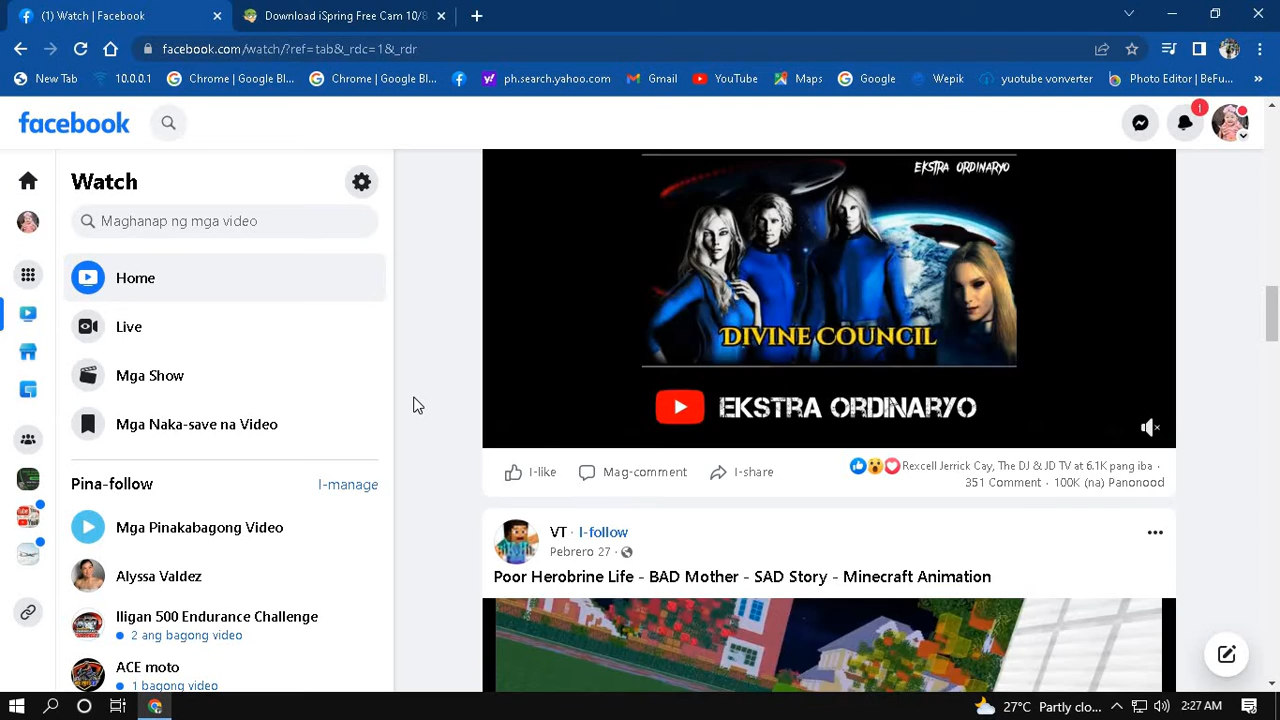 (1) Watch | Facebook
Download iSpring Free Cam 10/8
facebook.com/watch/?ref=tab&_rdc=1&_rdr
New Tab
10.0.0.1
Chrome | Google Bl...
Chrome | Google Bl...
ph.search.yahoo.com
Gmail
YouTube
Maps
Google
Wepik
yuotube vonverter
Photo Editor | BeFu...
facebook
1
Watch
Maghanap ng mga video
Home
Live
Mga Show
Mga Naka-save na Video
Pina-follow
I-manage
Mga Pinakabagong Video
Alyssa Valdez
Iligan 500 Endurance Challenge
2 ang bagong video
ACE moto
1 bagong video
EKSTRA ORDINARYO
DIVINE COUNCIL
EKSTRA ORDINARYO
I-like
Mag-comment
I-share
Rexcell Jerrick Cay, The DJ & JD TV at 6.1K pang iba ·
351 Comment · 100K (na) Panonood
VT · I-follow
Pebrero 27 ·
Poor Herobrine Life - BAD Mother - SAD Story - Minecraft Animation
27°C Partly clo...
2:27 AM